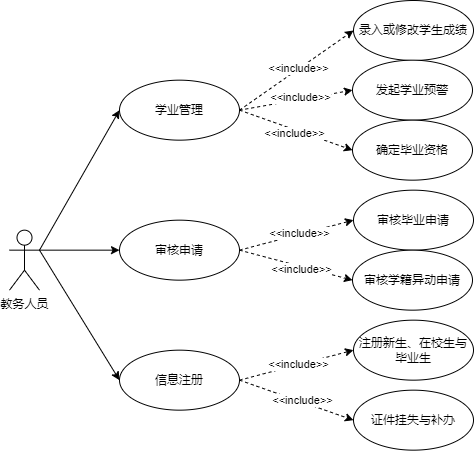 录入或修改学生成绩
<<include>>
发起学业预警
<<include>>
学业管理
<<include>>
确定毕业资格
审核毕业申请
<<include>>
审核申请
<<include>>
审核学籍异动申请
教务人员
注册新生、在校生与
毕业生
<<include>>
信息注册
<<include>>
证件挂失与补办